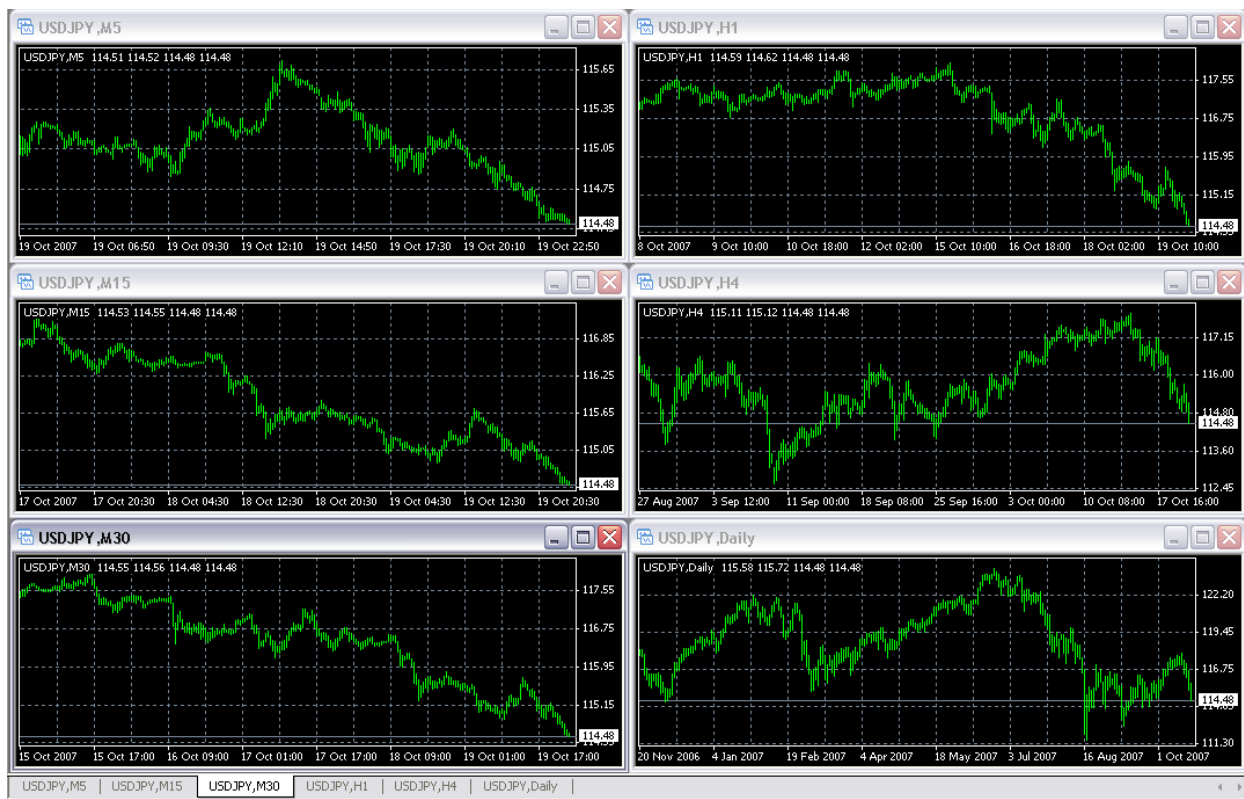 USDJPY,M5
USDJPY,M5 114.51 114.52 114.48 114.48
115.65
115.35
115.05
114.75
114.48
19 Oct 2007 19 Oct 06:50 19 Oct 09:30 19 Oct 12:10 19 Oct 14:50 19 Oct 17:30 19 Oct 20:10 19 Oct 22:50
USDJPY,H1
USDJPY,H1 114.59 114.62 114.48 114.48
117.55
116.75
115.95
115.15
114.48
8 Oct 2007 9 Oct 10:00 10 Oct 18:00 12 Oct 02:00 15 Oct 10:00 16 Oct 18:00 18 Oct 02:00 19 Oct 10:00
USDJPY,M15
USDJPY,M15 114.53 114.55 114.48 114.48
116.85
116.25
115.65
115.05
114.48
17 Oct 2007 17 Oct 20:30 18 Oct 04:30 18 Oct 12:30 18 Oct 20:30 19 Oct 04:30 19 Oct 12:30 19 Oct 20:30
USDJPY,H4
USDJPY,H4 115.11 115.12 114.48 114.48
117.15
116.00
114.80
114.48
113.60
112.45
27 Aug 2007 3 Sep 12:00 11 Sep 00:00 18 Sep 08:00 25 Sep 16:00 3 Oct 00:00 10 Oct 08:00 17 Oct 16:00
USDJPY,M30
USDJPY,M30 114.55 114.56 114.48 114.48
117.55
116.75
115.95
115.15
114.48
15 Oct 2007 15 Oct 17:00 16 Oct 09:00 17 Oct 01:00 17 Oct 17:00 18 Oct 09:00 19 Oct 01:00 19 Oct 17:00
USDJPY,Daily
USDJPY,Daily 115.58 115.72 114.48 114.48
122.20
119.45
116.75
114.48
111.30
20 Nov 2006 4 Jan 2007 19 Feb 2007 4 Apr 2007 18 May 2007 3 Jul 2007 16 Aug 2007 1 Oct 2007
USDJPY,M5 USDJPY,M15 USDJPY,M30 USDJPY,H1 USDJPY,H4 USDJPY,Daily